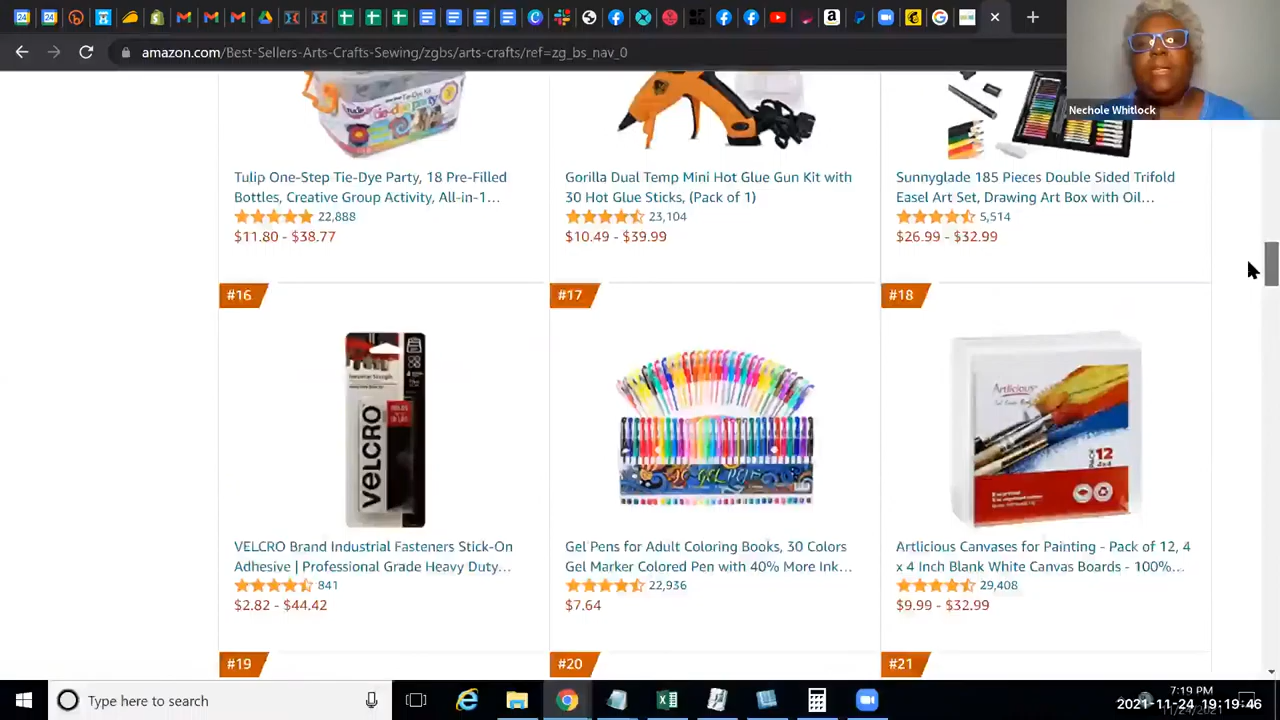 amazon.com/Best-Sellers-Arts-Crafts-Sewing/zgbs/arts-crafts/ref=zg_bs_nav_0
Nechole Whitlock
Tulip One-Step Tie-Dye Party, 18 Pre-Filled
Bottles, Creative Group Activity, All-in-1...
22,888
$11.80 - $38.77
Gorilla Dual Temp Mini Hot Glue Gun Kit with
30 Hot Glue Sticks, (Pack of 1)
23,104
$10.49 - $39.99
Sunnyglade 185 Pieces Double Sided Trifold
Easel Art Set, Drawing Art Box with Oil...
5,514
$26.99 - $32.99
#16
#17
#18
VELCRO
GEL PENS
Artlicious
12
4x4
VELCRO Brand Industrial Fasteners Stick-On
Adhesive | Professional Grade Heavy Duty...
841
$2.82 - $44.42
Gel Pens for Adult Coloring Books, 30 Colors
Gel Marker Colored Pen with 40% More Ink...
22,936
$7.64
Artlicious Canvases for Painting - Pack of 12, 4
x 4 Inch Blank White Canvas Boards - 100%...
29,408
$9.99 - $32.99
#19
#20
#21
Type here to search
7:19 PM
2021-11-24 19:19:46
11/24/2021